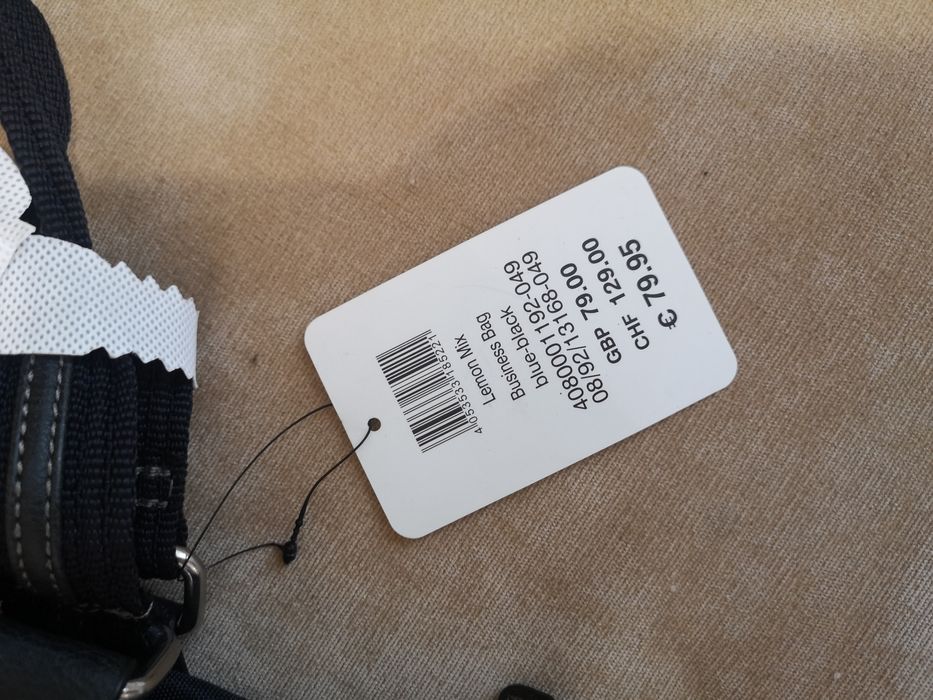 4053533185221
Lemon Mix
Business Bag
blue-black
4080001192-049
08/92/13168-049
GBP 79.00
CHF 129.00
€ 79.95